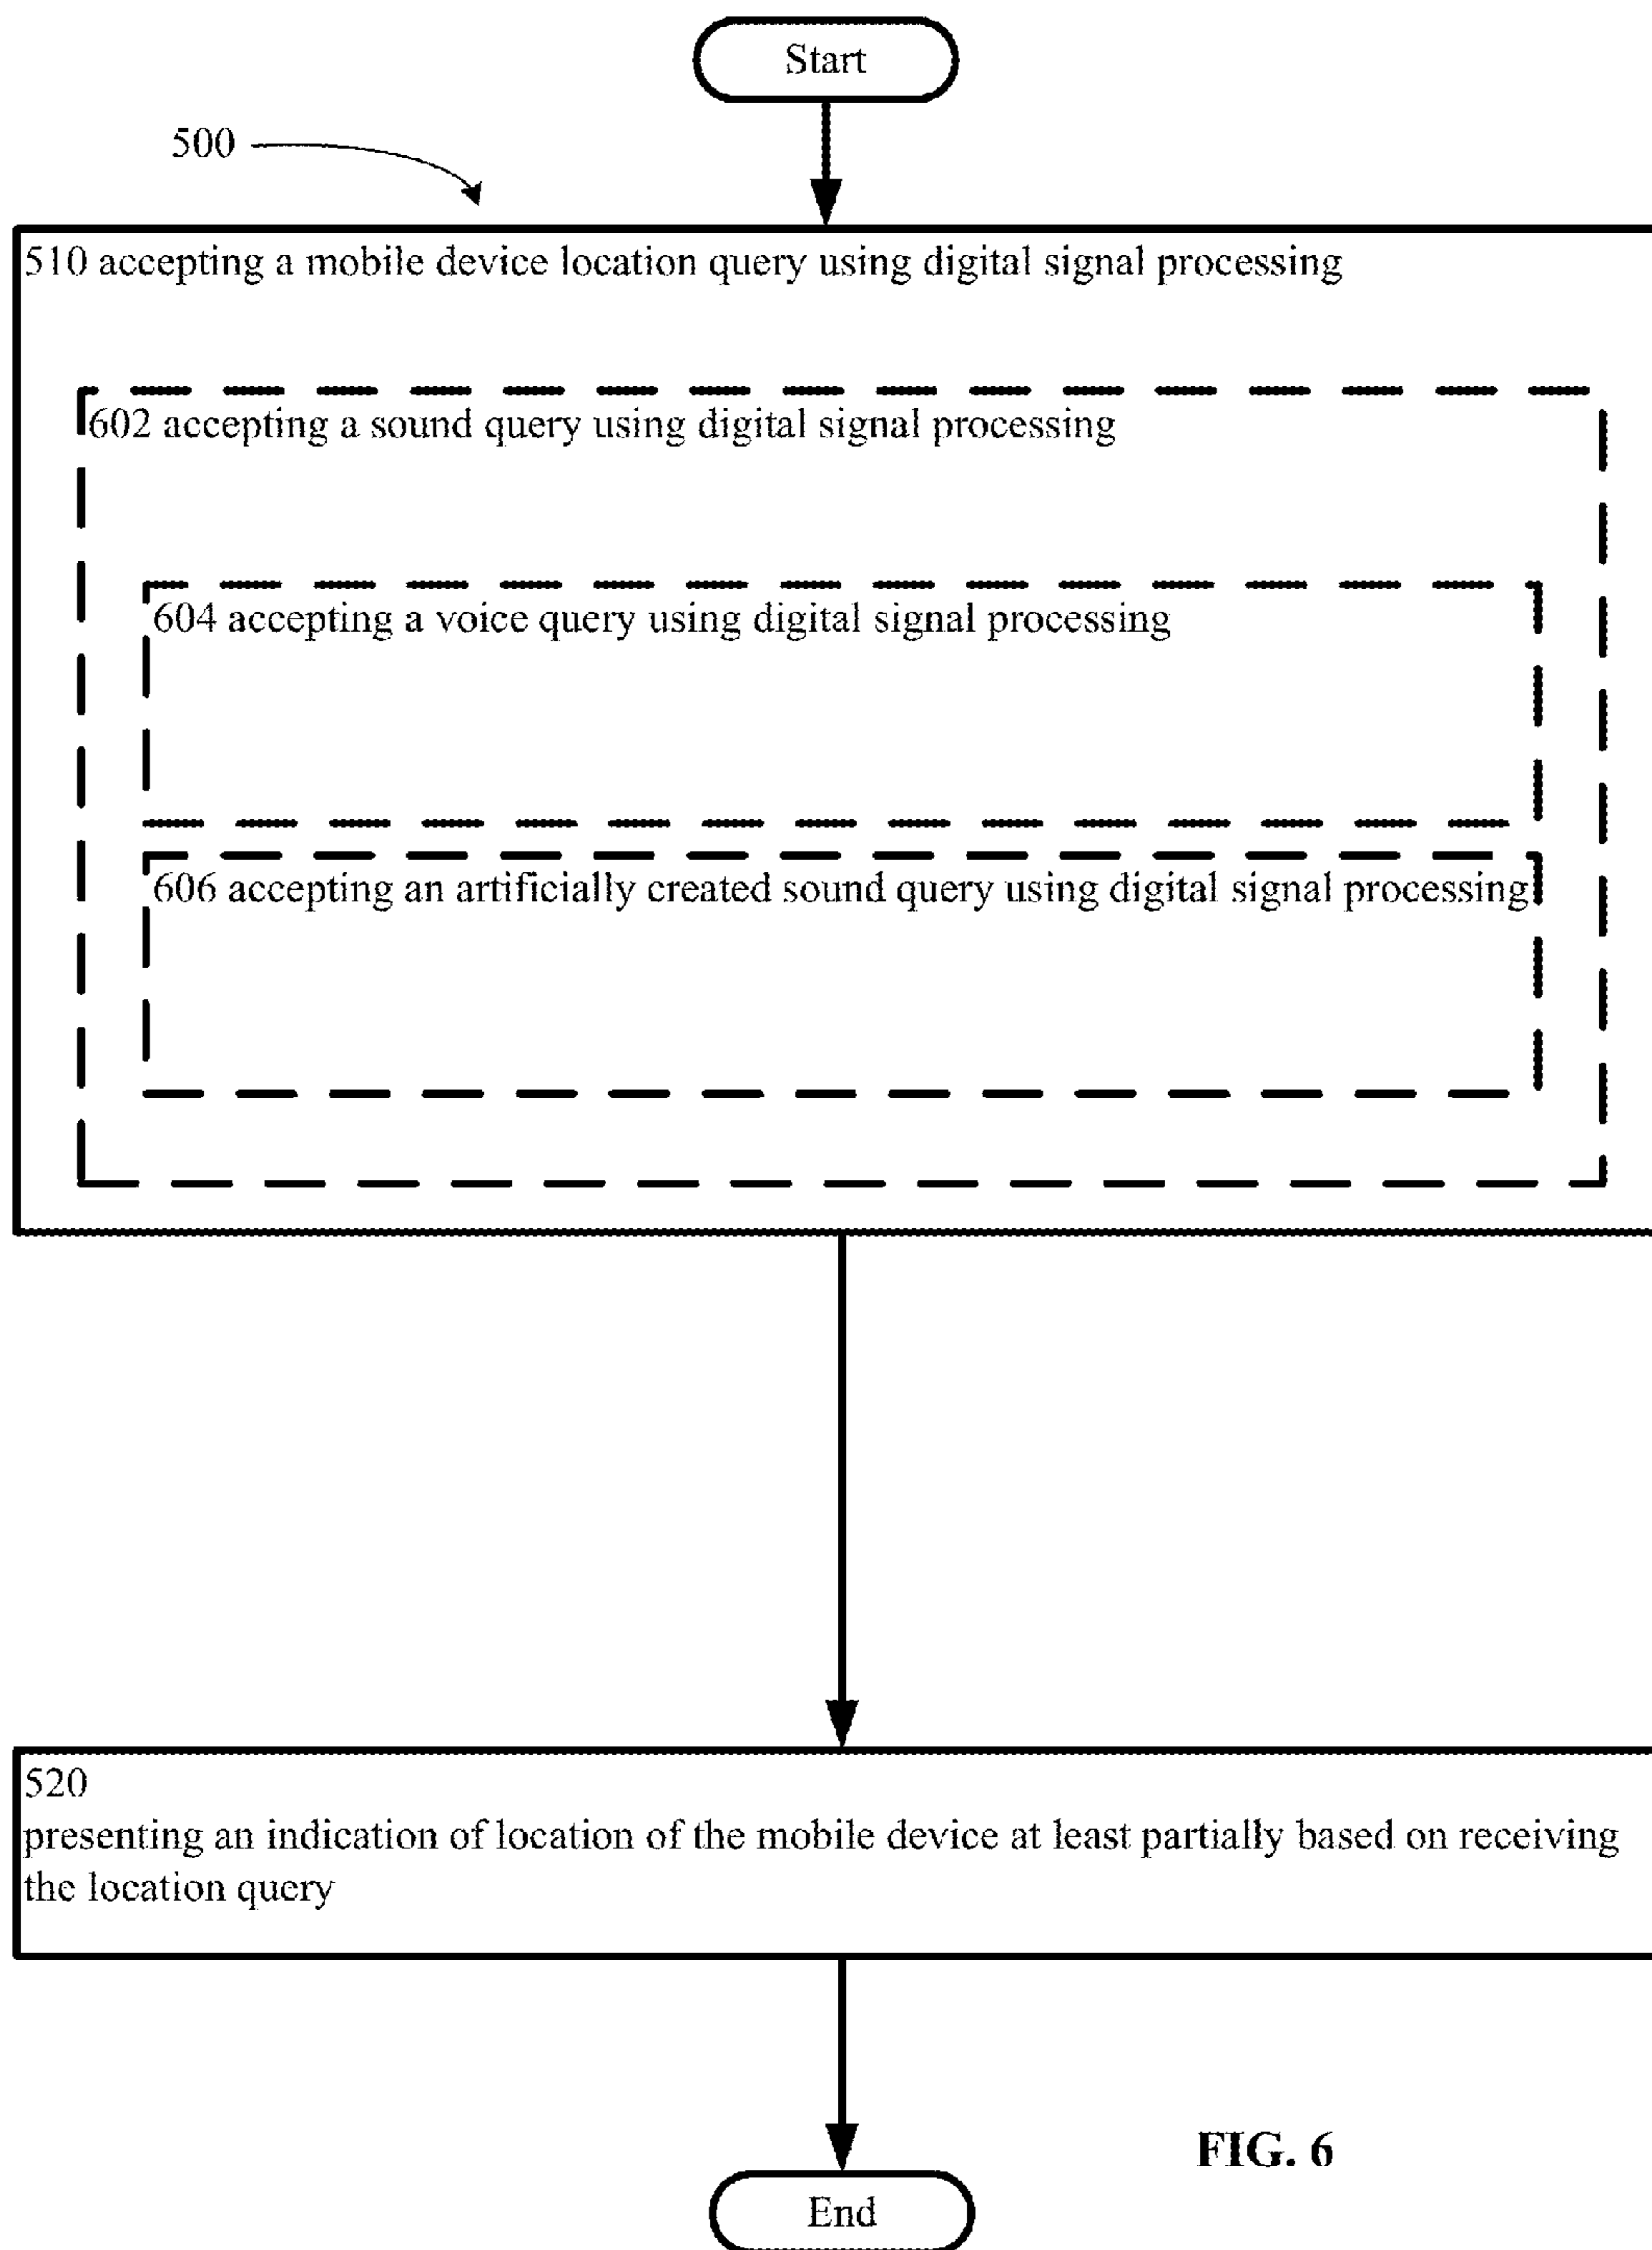 Start
500
510 accepting a mobile device location query using digital signal processing
602 accepting a sound query using digital signal processing
604 accepting a voice query using digital signal processing
606 accepting an artificially created sound query using digital signal processing
520
presenting an indication of location of the mobile device at least partially based on receiving
the location query
FIG. 6
End